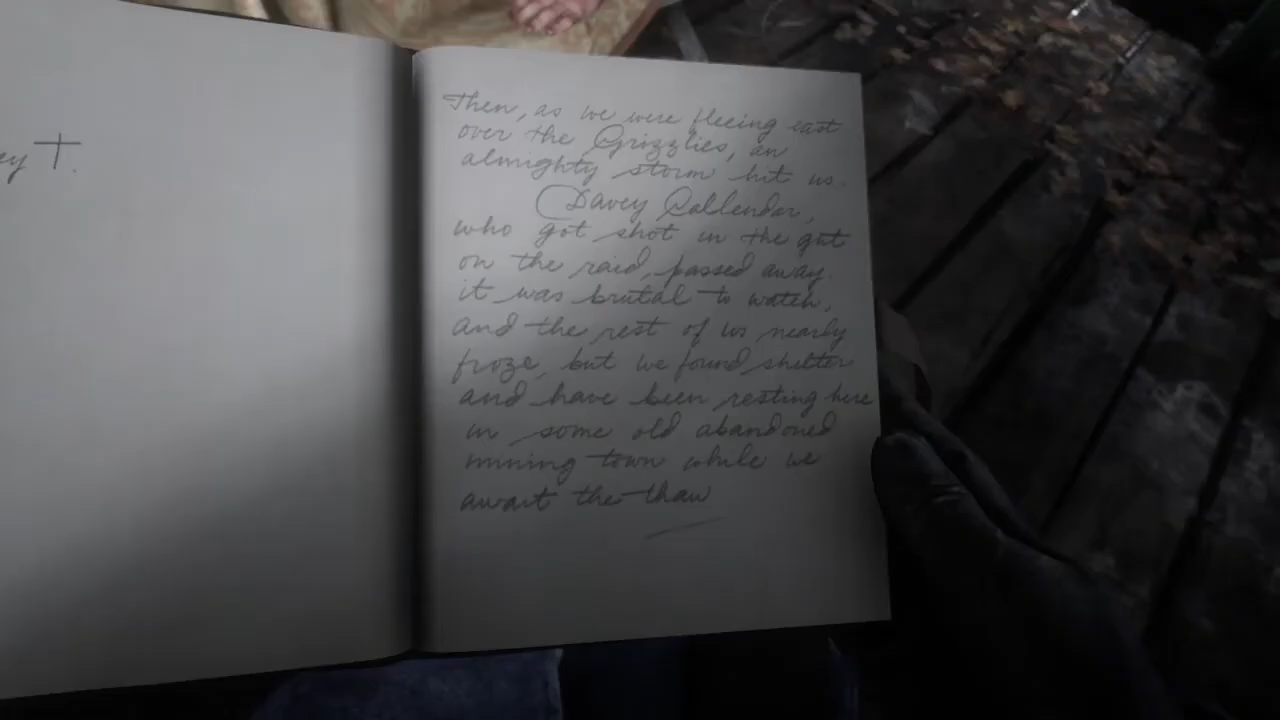 ey
Then, as we were fleeing east
over the Grizzlies, an
almighty storm hit us.
Davey Callendar,
who got shot in the gut
on the raid, passed away.
it was brutal to watch,
and the rest of us nearly
froze, but we found shelter
and have been resting here
in some old abandoned
mining town while we
await the thaw